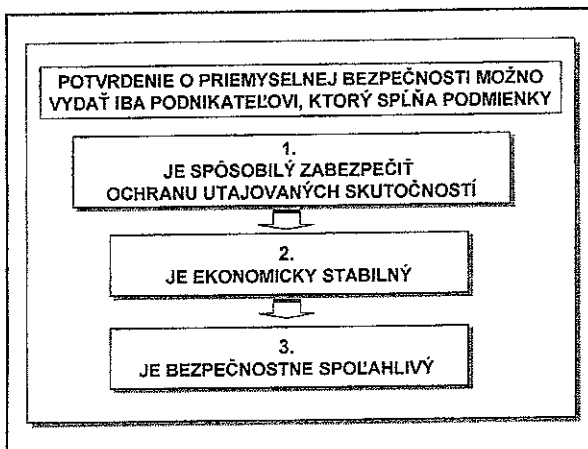 POTVRDENIE O PRIEMYSELNEJ BEZPEČNOSTI MOŽNO
VYDAŤ IBA PODNIKATEĽOVI, KTORÝ SPĹŇA PODMIENKY
1.
JE SPÔSOBILÝ ZABEZPEČIŤ
OCHRANU UTAJOVANÝCH SKUTOČNOSTÍ
2.
JE EKONOMICKY STABILNÝ
3.
JE BEZPEČNOSTNE SPOĽAHLIVÝ